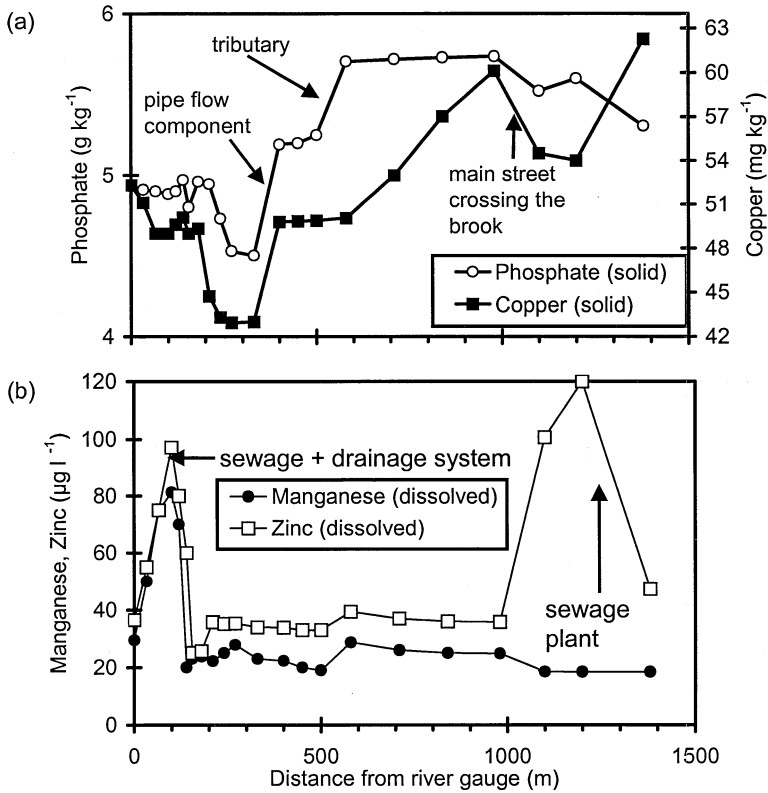 (a)
6
5
4
Phosphate (g kg⁻¹)
63
60
57
54
51
48
45
42
Copper (mg kg⁻¹)
tributary
pipe flow
component
main street
crossing the
brook
Phosphate (solid)
Copper (solid)
(b)
120
100
80
60
40
20
0
Manganese, Zinc (µg l⁻¹)
sewage + drainage system
Manganese (dissolved)
Zinc (dissolved)
sewage
plant
0
500
1000
1500
Distance from river gauge (m)